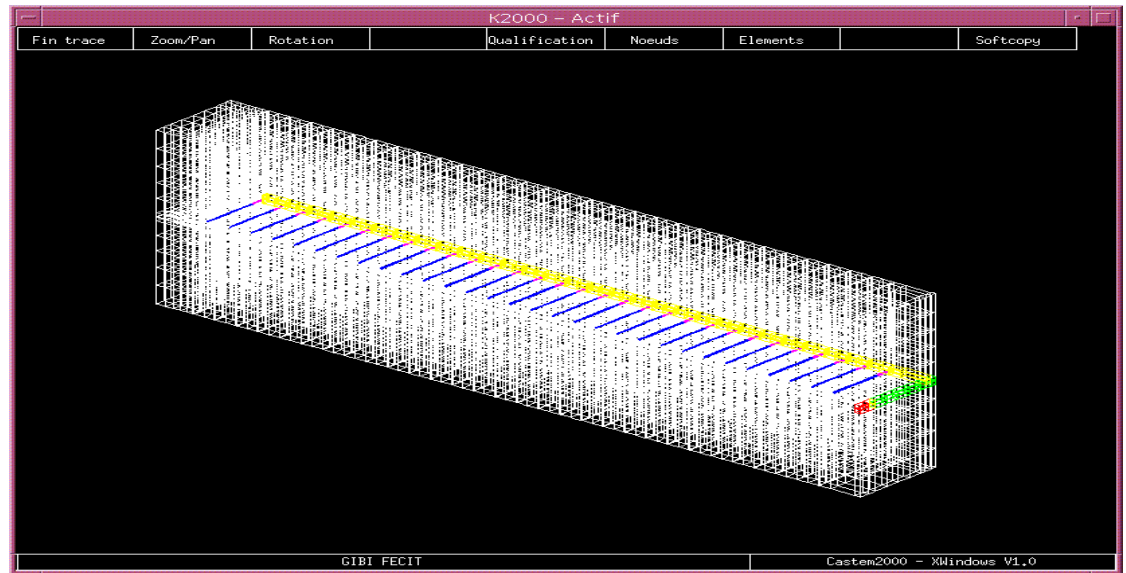 K2000 – Actif
Fin trace Zoom/Pan Rotation Qualification Noeuds Elements Softcopy
GIBI FECIT Castem2000 – XWindows V1.0